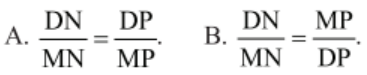 A. DN/MN = DP/MP. B. DN/MN = MP/DP.